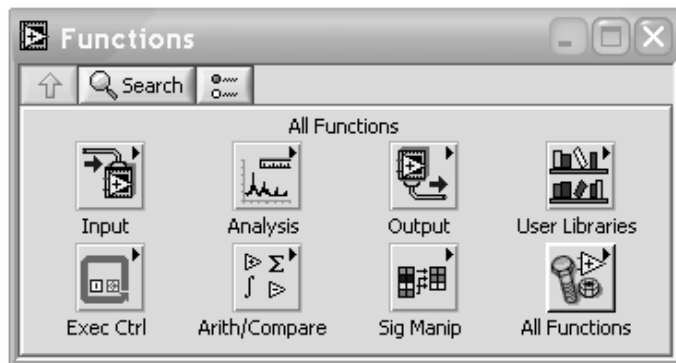 Functions
Search
All Functions
Input Analysis Output User Libraries
Exec Ctrl Arith/Compare Sig Manip All Functions